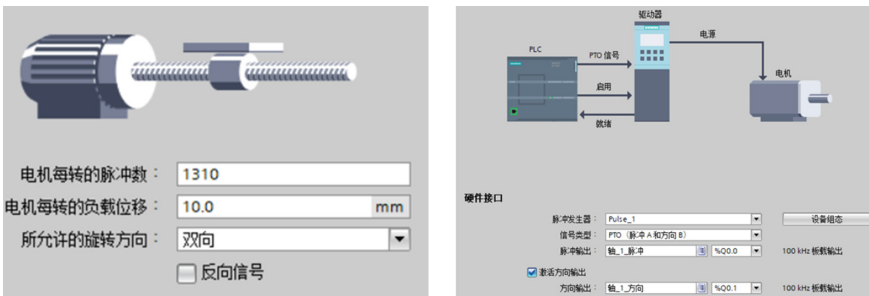 电机每转的脉冲数： 1310
电机每转的负载位移： 10.0 mm
所允许的旋转方向： 双向
反向信号
驱动器
PLC
PTO 信号
电源
启用
电机
就绪
硬件接口
脉冲发生器： Pulse_1 设备组态
信号类型： PTO（脉冲 A 和方向 B）
脉冲输出： 轴_1_脉冲 %Q0.0 100 kHz 板载输出
激活方向输出
方向输出： 轴_1_方向 %Q0.1 100 kHz 板载输出